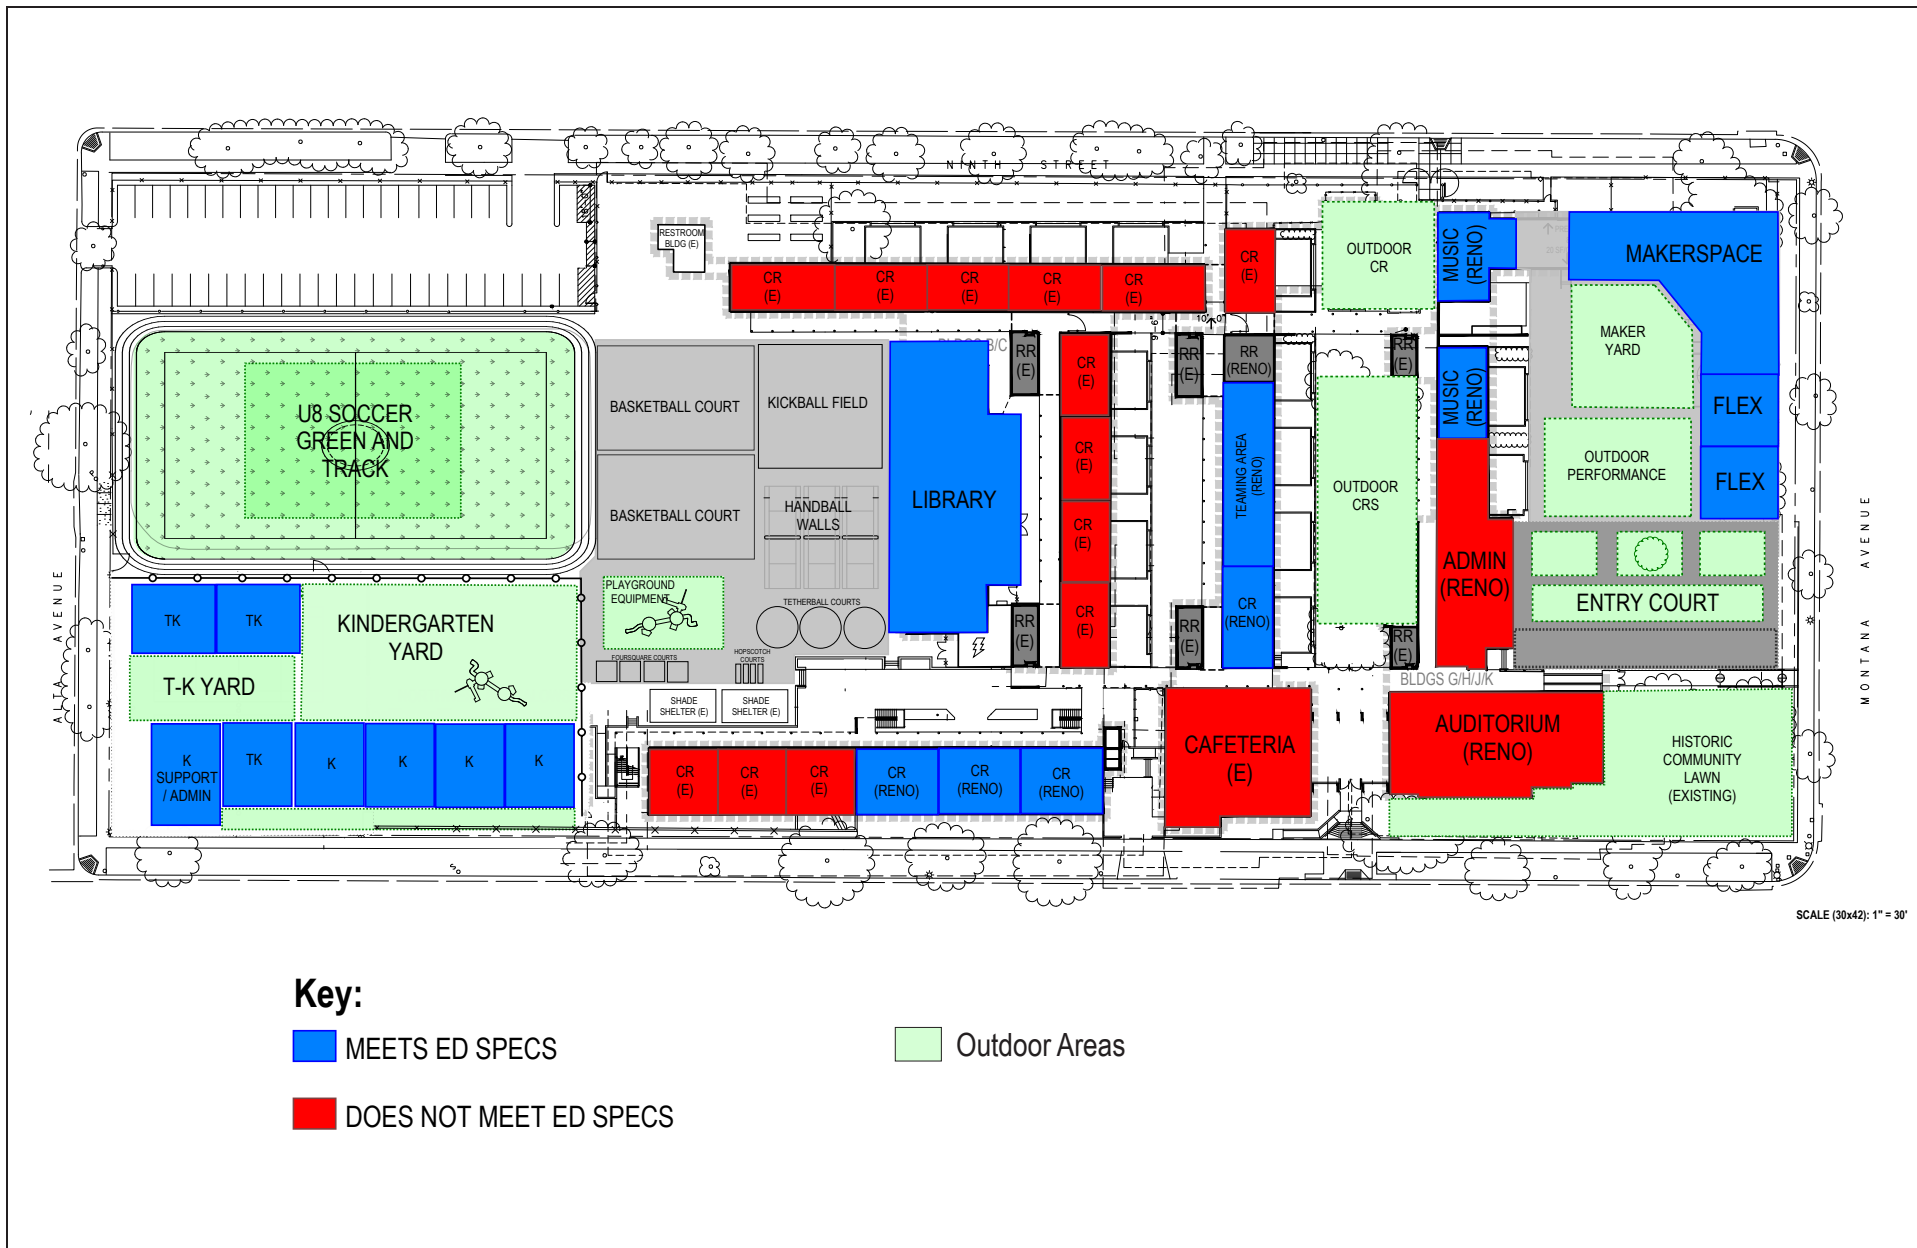 NINTH STREET
RESTROOM
BLDG (E)
CR
(E)
CR
(E)
CR
(E)
CR
(E)
CR
(E)
CR
(E)
OUTDOOR
CR
MUSIC
(RENO)
MAKERSPACE
MAKER
YARD
10'-0"
BLDGS B/C
RR
(E)
CR
(E)
RR
(E)
RR
(RENO)
RR
(E)
MUSIC
(RENO)
FLEX
FLEX
OUTDOOR
PERFORMANCE
U8 SOCCER
GREEN AND
TRACK
BASKETBALL COURT
KICKBALL FIELD
BASKETBALL COURT
HANDBALL
WALLS
LIBRARY
CR
(E)
CR
(E)
CR
(E)
TEAMING AREA
(RENO)
OUTDOOR
CRS
ADMIN
(RENO)
ENTRY COURT
MONTANA AVENUE
ALTA AVENUE
TK
TK
KINDERGARTEN
YARD
T-K YARD
PLAYGROUND
EQUIPMENT
TETHERBALL COURTS
FOURSQUARE COURTS
HOPSCOTCH
COURTS
RR
(E)
RR
(E)
CR
(RENO)
RR
(E)
BLDGS G/H/J/K
SHADE
SHELTER (E)
SHADE
SHELTER (E)
K
SUPPORT
/ ADMIN
TK
K
K
K
K
CR
(E)
CR
(E)
CR
(E)
CR
(RENO)
CR
(RENO)
CR
(RENO)
CAFETERIA
(E)
AUDITORIUM
(RENO)
HISTORIC
COMMUNITY
LAWN
(EXISTING)
SCALE (30x42): 1" = 30'
Key:
MEETS ED SPECS
Outdoor Areas
DOES NOT MEET ED SPECS